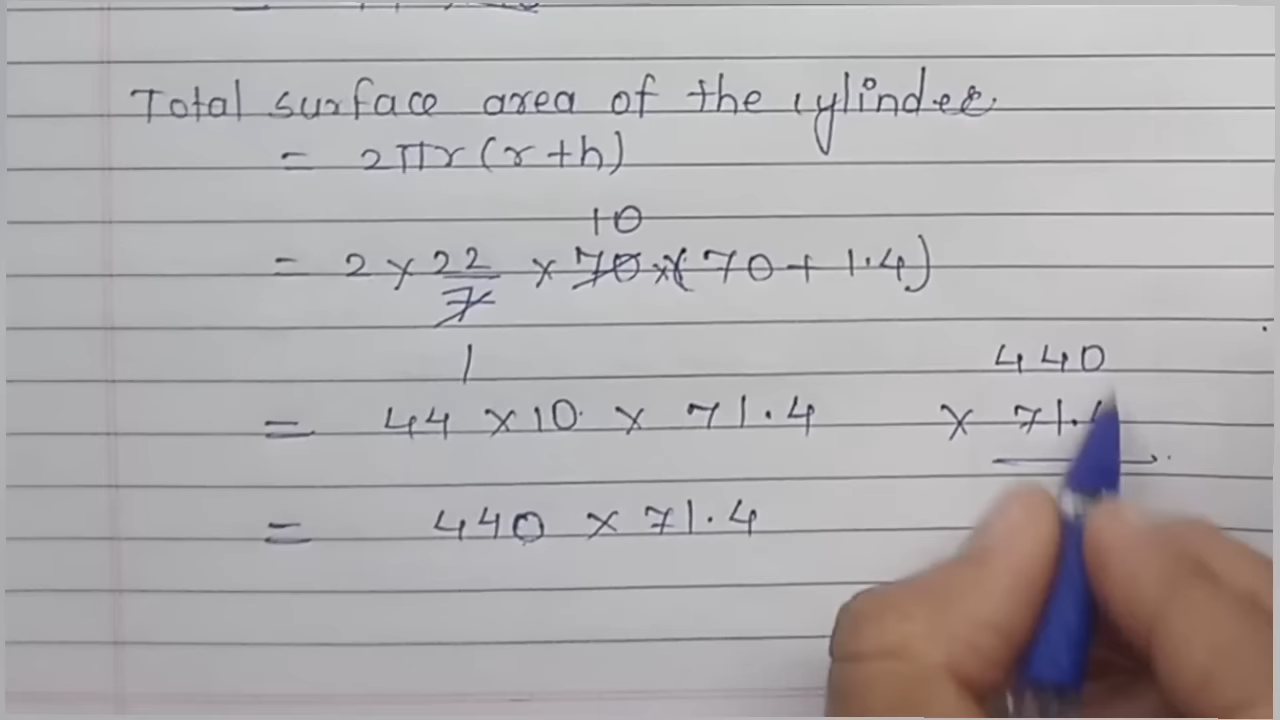 Total surface area of the cylinder
= 2πr(r+h)
10
= 2 × 22/7 × 70 × (70 + 1.4)
1
= 44 × 10 × 71.4
440
× 71.
= 440 × 71.4